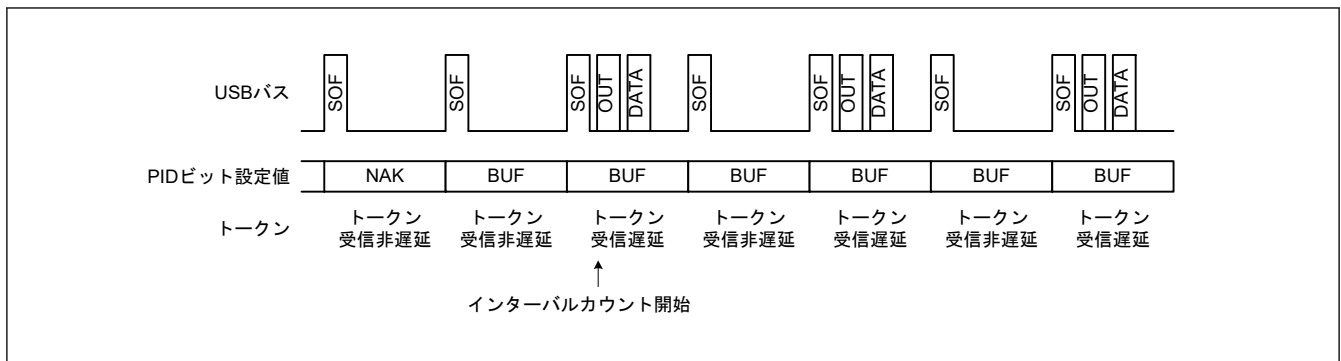 USBバス
SOF
SOF
SOF OUT DATA
SOF
SOF OUT DATA
SOF
SOF OUT DATA
PIDビット設定値
NAK BUF BUF BUF BUF BUF BUF
トークン
トークン 受信非遅延
トークン 受信非遅延
トークン 受信遅延
トークン 受信非遅延
トークン 受信遅延
トークン 受信非遅延
トークン 受信遅延
インターバルカウント開始